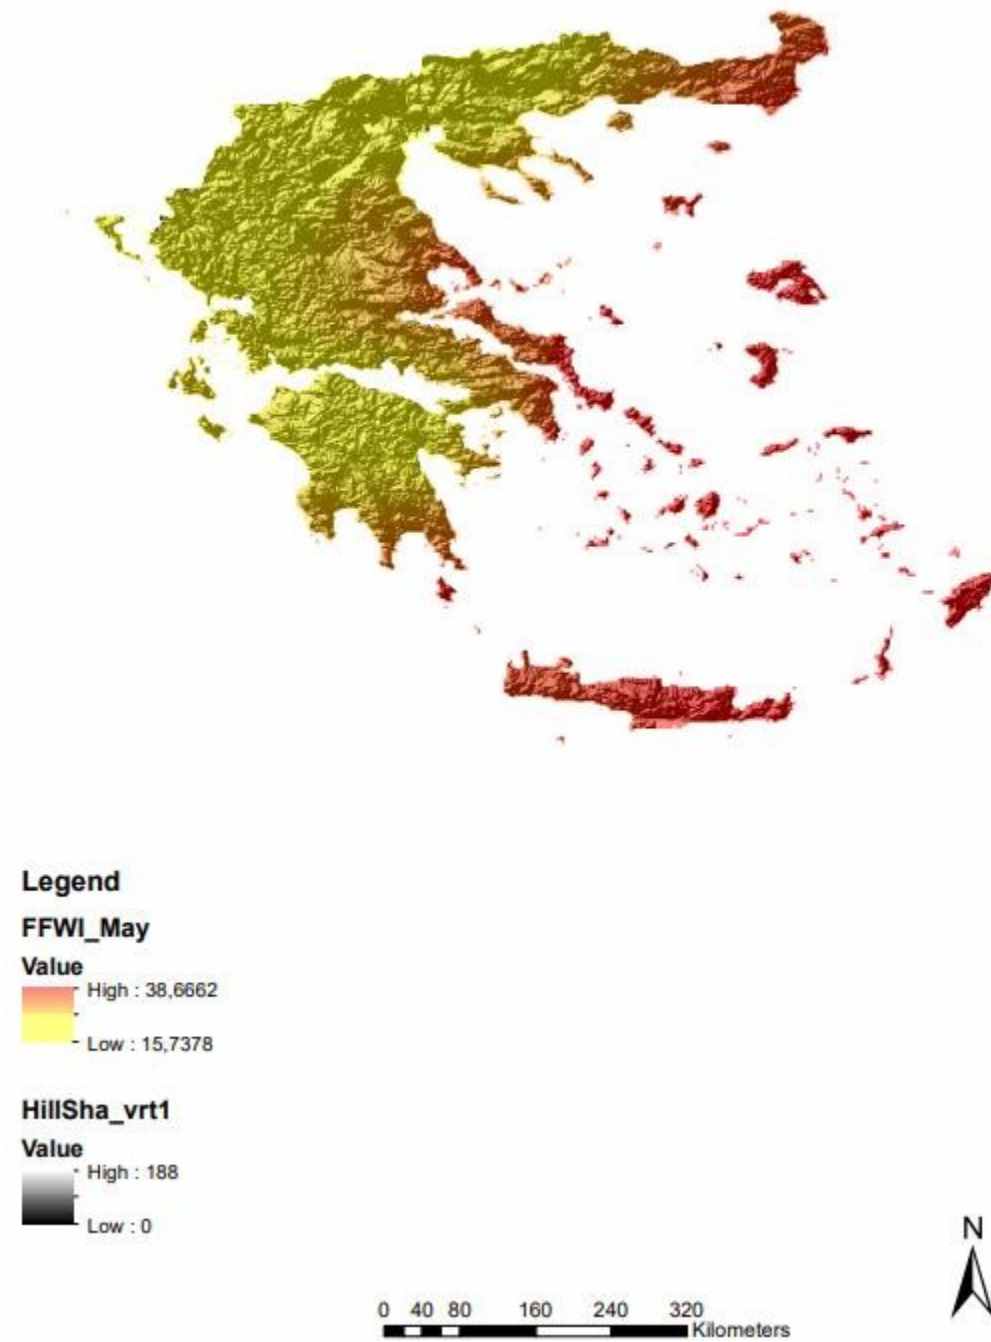 Legend
FFWI_May
Value
High : 38,6662
Low : 15,7378
HillSha_vrt1
Value
High : 188
Low : 0
N
0 40 80 160 240 320
Kilometers